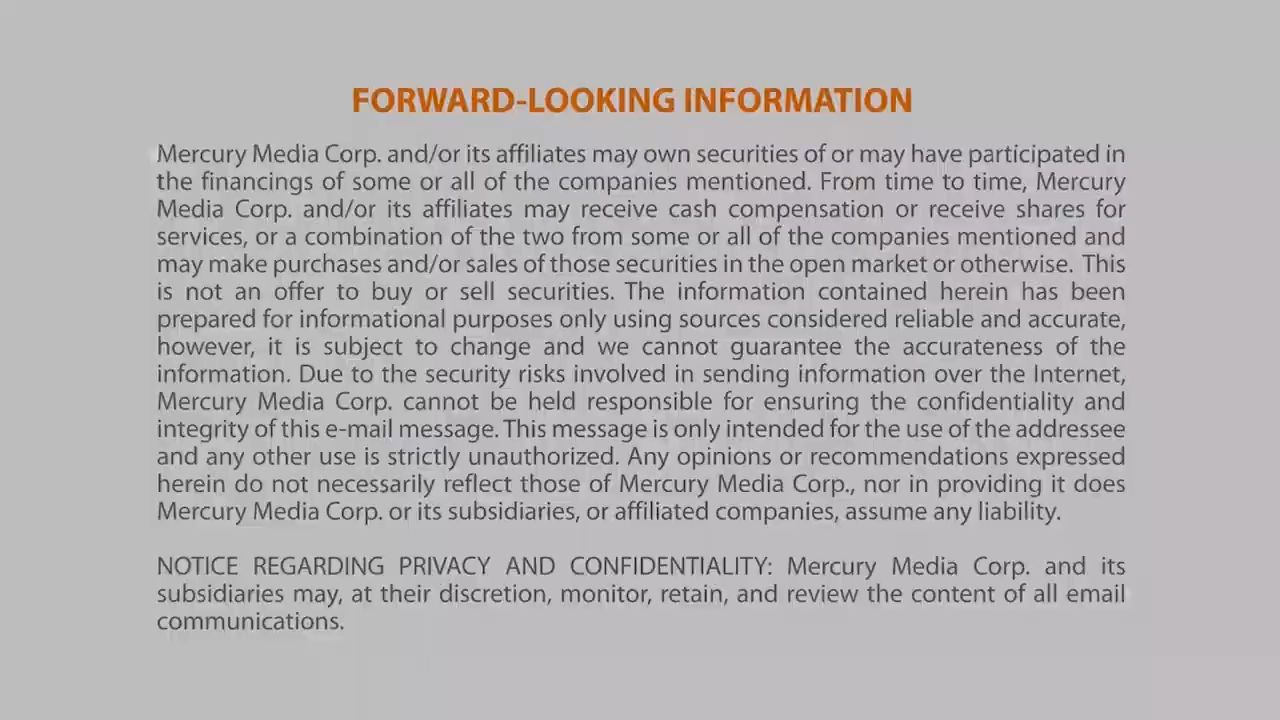 FORWARD-LOOKING INFORMATION
Mercury Media Corp. and/or its affiliates may own securities of or may have participated in
the financings of some or all of the companies mentioned. From time to time, Mercury
Media Corp. and/or its affiliates may receive cash compensation or receive shares for
services, or a combination of the two from some or all of the companies mentioned and
may make purchases and/or sales of those securities in the open market or otherwise. This
is not an offer to buy or sell securities. The information contained herein has been
prepared for informational purposes only using sources considered reliable and accurate,
however, it is subject to change and we cannot guarantee the accurateness of the
information. Due to the security risks involved in sending information over the Internet,
Mercury Media Corp. cannot be held responsible for ensuring the confidentiality and
integrity of this e-mail message. This message is only intended for the use of the addressee
and any other use is strictly unauthorized. Any opinions or recommendations expressed
herein do not necessarily reflect those of Mercury Media Corp., nor in providing it does
Mercury Media Corp. or its subsidiaries, or affiliated companies, assume any liability.
NOTICE REGARDING PRIVACY AND CONFIDENTIALITY: Mercury Media Corp. and its
subsidiaries may, at their discretion, monitor, retain, and review the content of all email
communications.